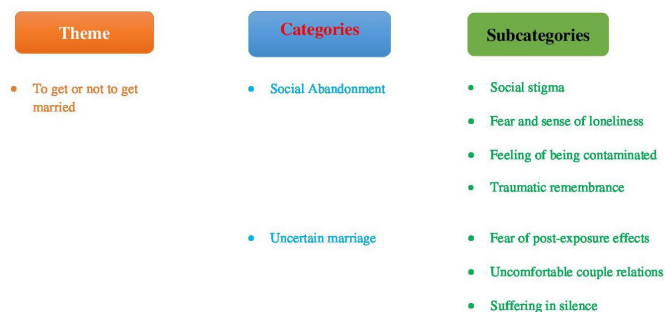 Theme
Categories
Subcategories
• To get or not to get
married
• Social Abandonment
• Social stigma
• Fear and sense of loneliness
• Feeling of being contaminated
• Traumatic remembrance
• Uncertain marriage
• Fear of post-exposure effects
• Uncomfortable couple relations
• Suffering in silence